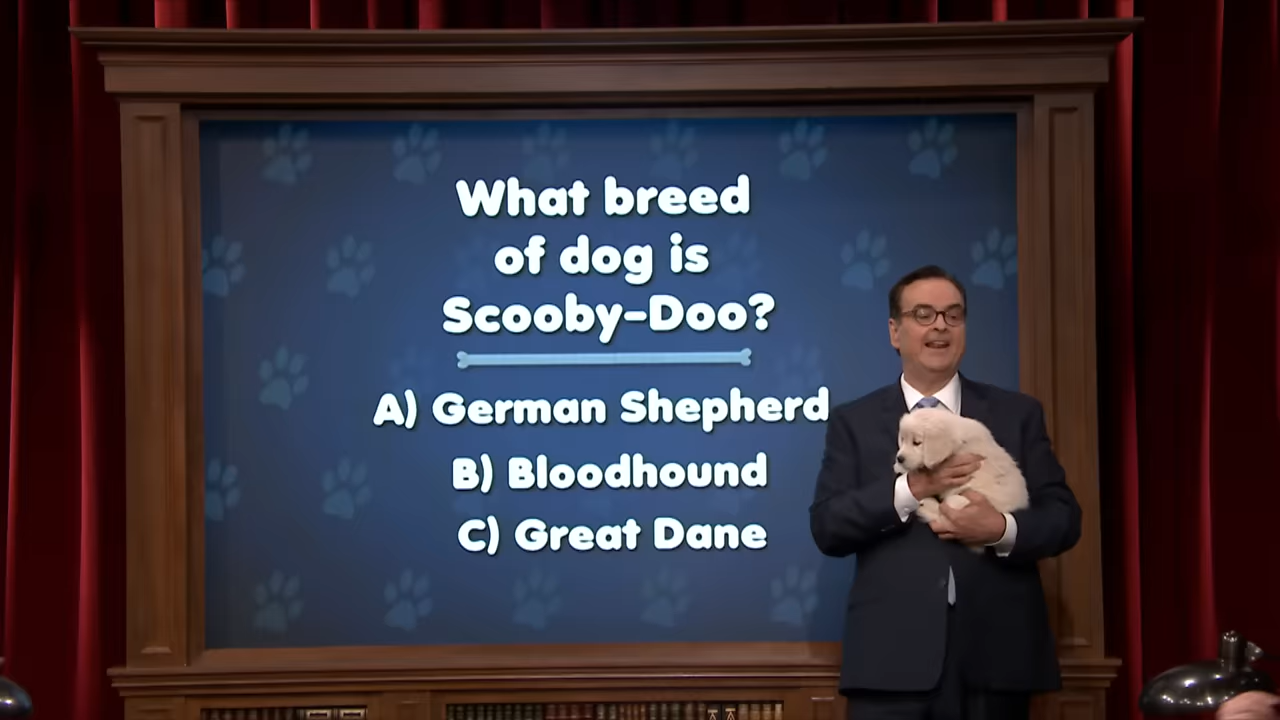 What breed
of dog is
Scooby-Doo?
A) German Shepherd
B) Bloodhound
C) Great Dane